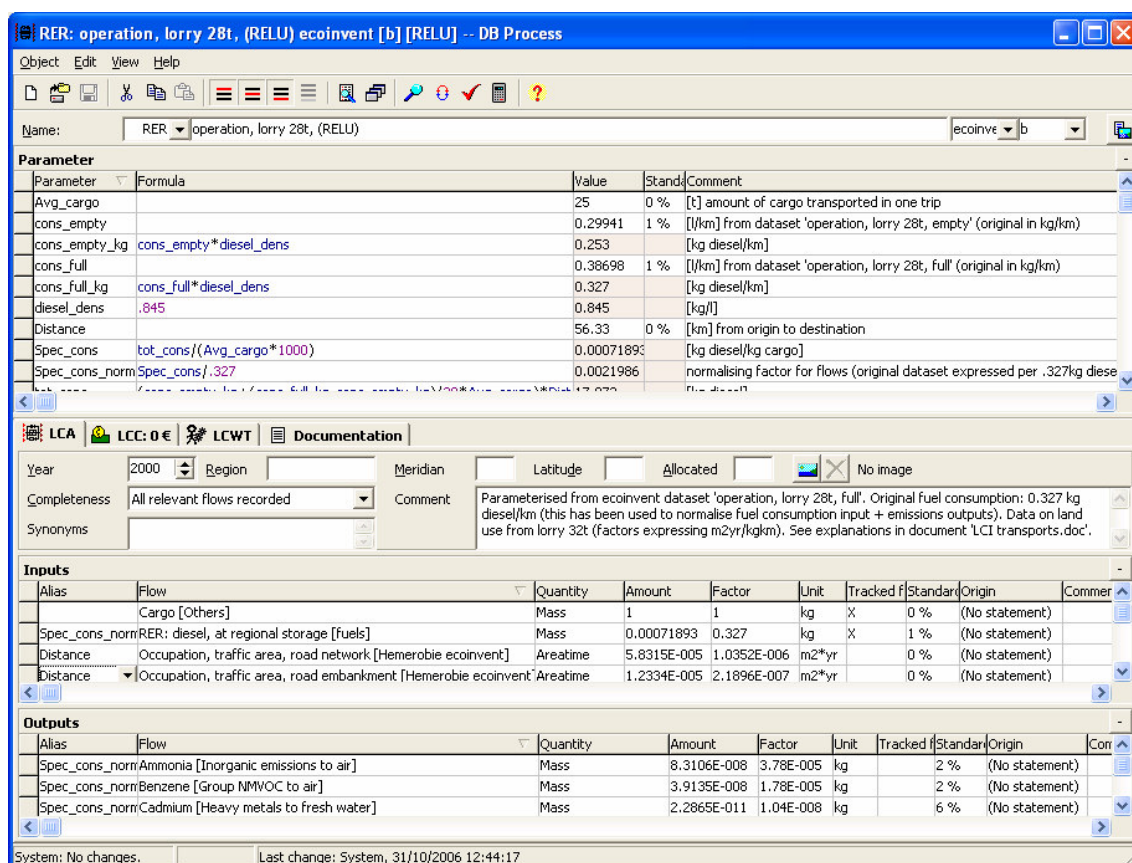 RER: operation, lorry 28t, (RELU) ecoinvent [b] [RELU] -- DB Process
Object Edit View Help
Name: RER operation, lorry 28t, (RELU) ecoinve b
Parameter
Parameter Formula Value Standa Comment
Avg_cargo 25 0 % [t] amount of cargo transported in one trip
cons_empty 0.29941 1 % [l/km] from dataset 'operation, lorry 28t, empty' (original in kg/km)
cons_empty_kg cons_empty*diesel_dens 0.253 [kg diesel/km]
cons_full 0.38698 1 % [l/km] from dataset 'operation, lorry 28t, full' (original in kg/km)
cons_full_kg cons_full*diesel_dens 0.327 [kg diesel/km]
diesel_dens .845 0.845 [kg/l]
Distance 56.33 0 % [km] from origin to destination
Spec_cons tot_cons/(Avg_cargo*1000) 0.00071893 [kg diesel/kg cargo]
Spec_cons_norm Spec_cons/.327 0.0021986 normalising factor for flows (original dataset expressed per .327kg diese
LCA LCC: 0 € LCWT Documentation
Year 2000 Region Meridian Latitude Allocated No image
Completeness All relevant flows recorded Comment
Parameterised from ecoinvent dataset 'operation, lorry 28t, full'. Original fuel consumption: 0.327 kg
diesel/km (this has been used to normalise fuel consumption input + emissions outputs). Data on land
use from lorry 32t (factors expressing m2yr/kgkm). See explanations in document 'LCI transports.doc'.
Synonyms
Inputs
Alias Flow Quantity Amount Factor Unit Tracked f Standard Origin Commer
Cargo [Others] Mass 1 1 kg X 0 % (No statement)
Spec_cons_norm RER: diesel, at regional storage [fuels] Mass 0.00071893 0.327 kg X 1 % (No statement)
Distance Occupation, traffic area, road network [Hemerobie ecoinvent] Areatime 5.8315E-005 1.0352E-006 m2*yr 0 % (No statement)
Distance Occupation, traffic area, road embankment [Hemerobie ecoinvent] Areatime 1.2334E-005 2.1896E-007 m2*yr 0 % (No statement)
Outputs
Alias Flow Quantity Amount Factor Unit Tracked f Standard Origin Com
Spec_cons_norm Ammonia [Inorganic emissions to air] Mass 8.3106E-008 3.78E-005 kg 2 % (No statement)
Spec_cons_norm Benzene [Group NMVOC to air] Mass 3.9135E-008 1.78E-005 kg 2 % (No statement)
Spec_cons_norm Cadmium [Heavy metals to fresh water] Mass 2.2865E-011 1.04E-008 kg 6 % (No statement)
System: No changes. Last change: System, 31/10/2006 12:44:17